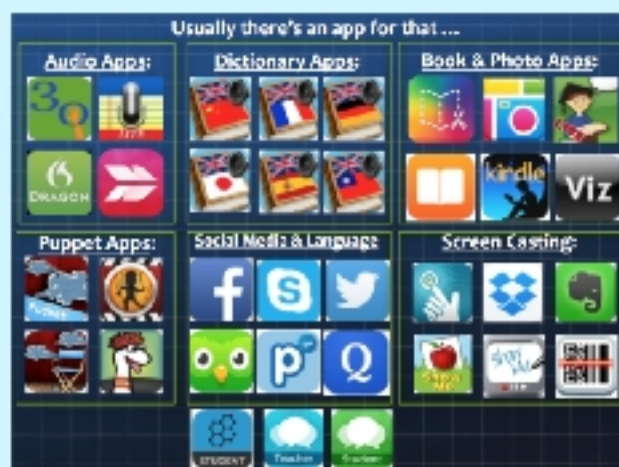 Usually there's an app for that ...
Audio Apps:
Dictionary Apps:
Book & Photo Apps:
30
DRAGON
kindle
Viz
Puppet Apps:
Social Media & Language
Screen Casting:
f
S
p
Q
STUDENT
Teacher
Student